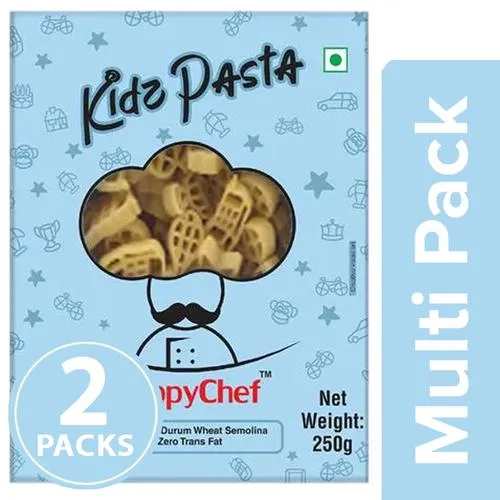 Kidz Pasta
ppyChef™
Durum Wheat Semolina
Zero Trans Fat
Net
Weight:
250g
2
PACKS
Multi Pack